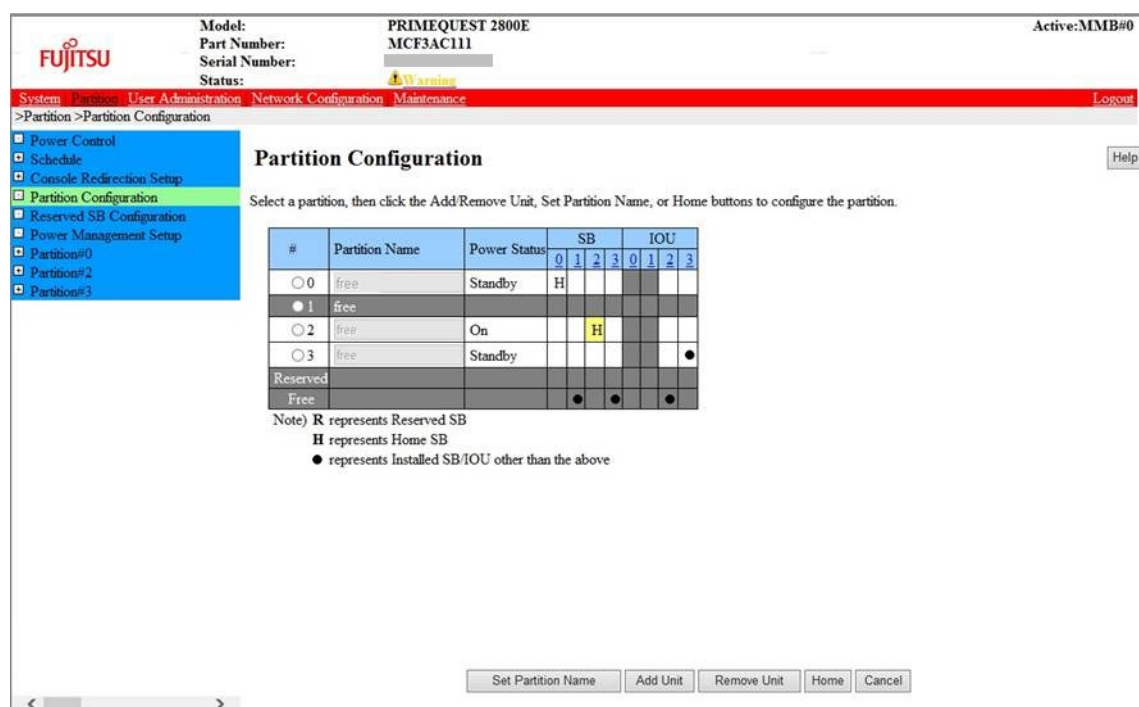 FUJITSU
Model: PRIMEQUEST 2800E
Part Number: MCF3AC111
Serial Number:
Status: Warning
Active:MMB#0
System | Partition | User Administration | Network Configuration | Maintenance Logout
>Partition >Partition Configuration
Power Control
Schedule
Console Redirection Setup
Partition Configuration
Reserved SB Configuration
Power Management Setup
Partition#0
Partition#2
Partition#3
Partition Configuration
Help
Select a partition, then click the Add/Remove Unit, Set Partition Name, or Home buttons to configure the partition.
# Partition Name Power Status SB IOU
0 1 2 3 0 1 2 3
0 free Standby H
1 free
2 free On H
3 free Standby ●
Reserved
Free ● ● ●
Note) R represents Reserved SB
H represents Home SB
● represents Installed SB/IOU other than the above
Set Partition Name Add Unit Remove Unit Home Cancel